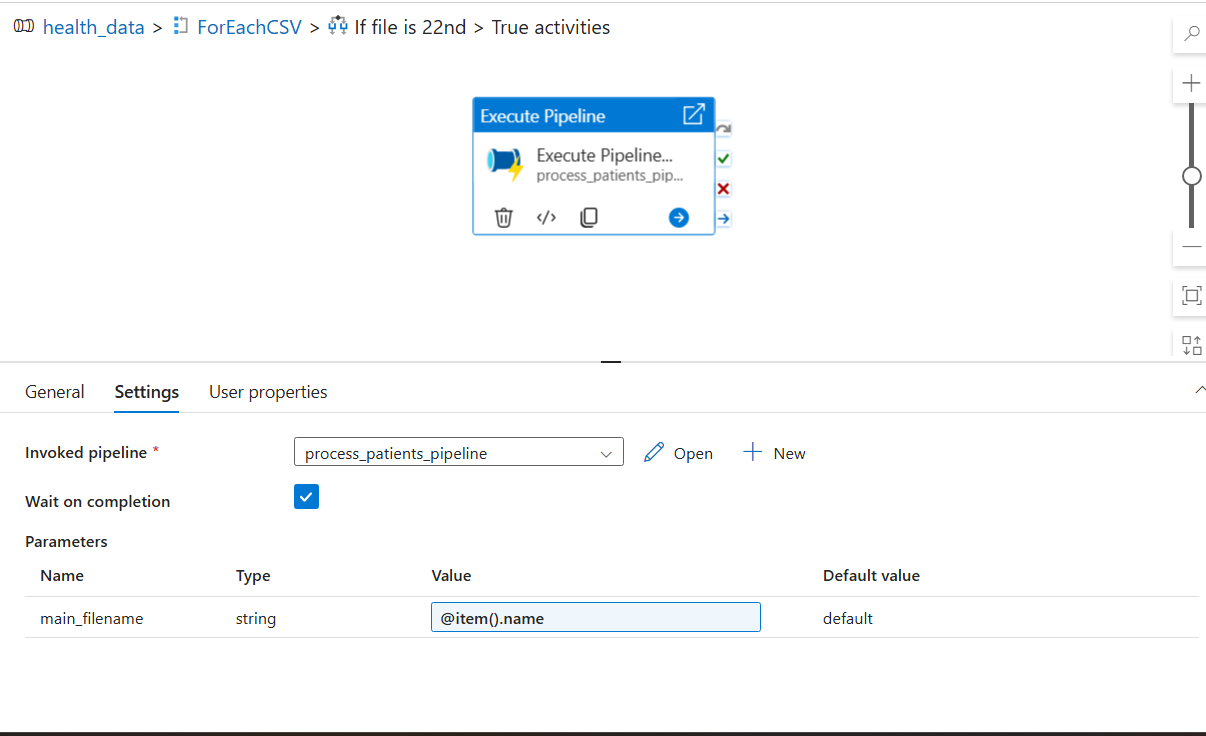 health_data > ForEachCSV > If file is 22nd > True activities
Execute Pipeline
Execute Pipeline...
process_patients_pip...
General Settings User properties
Invoked pipeline * process_patients_pipeline Open New
Wait on completion
Parameters
Name Type Value Default value
main_filename string @item().name default